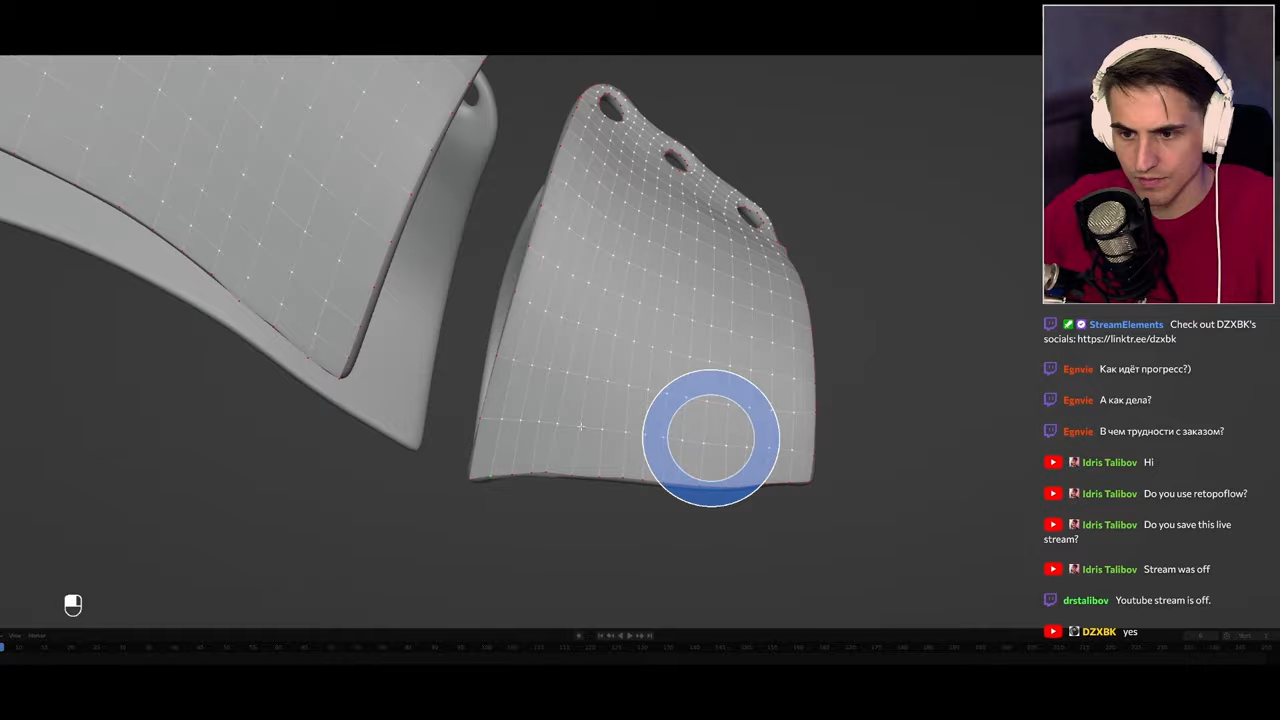 StreamElements Check out DZXBK's
socials: https://linktr.ee/dzxbk
Egnvie Как идёт прогресс?)
Egnvie А как дела?
Egnvie В чем трудности с заказом?
Idris Talibov Hi
Idris Talibov Do you use retopoflow?
Idris Talibov Do you save this live
stream?
Idris Talibov Stream was off
drstalibov Youtube stream is off.
DZXBK yes